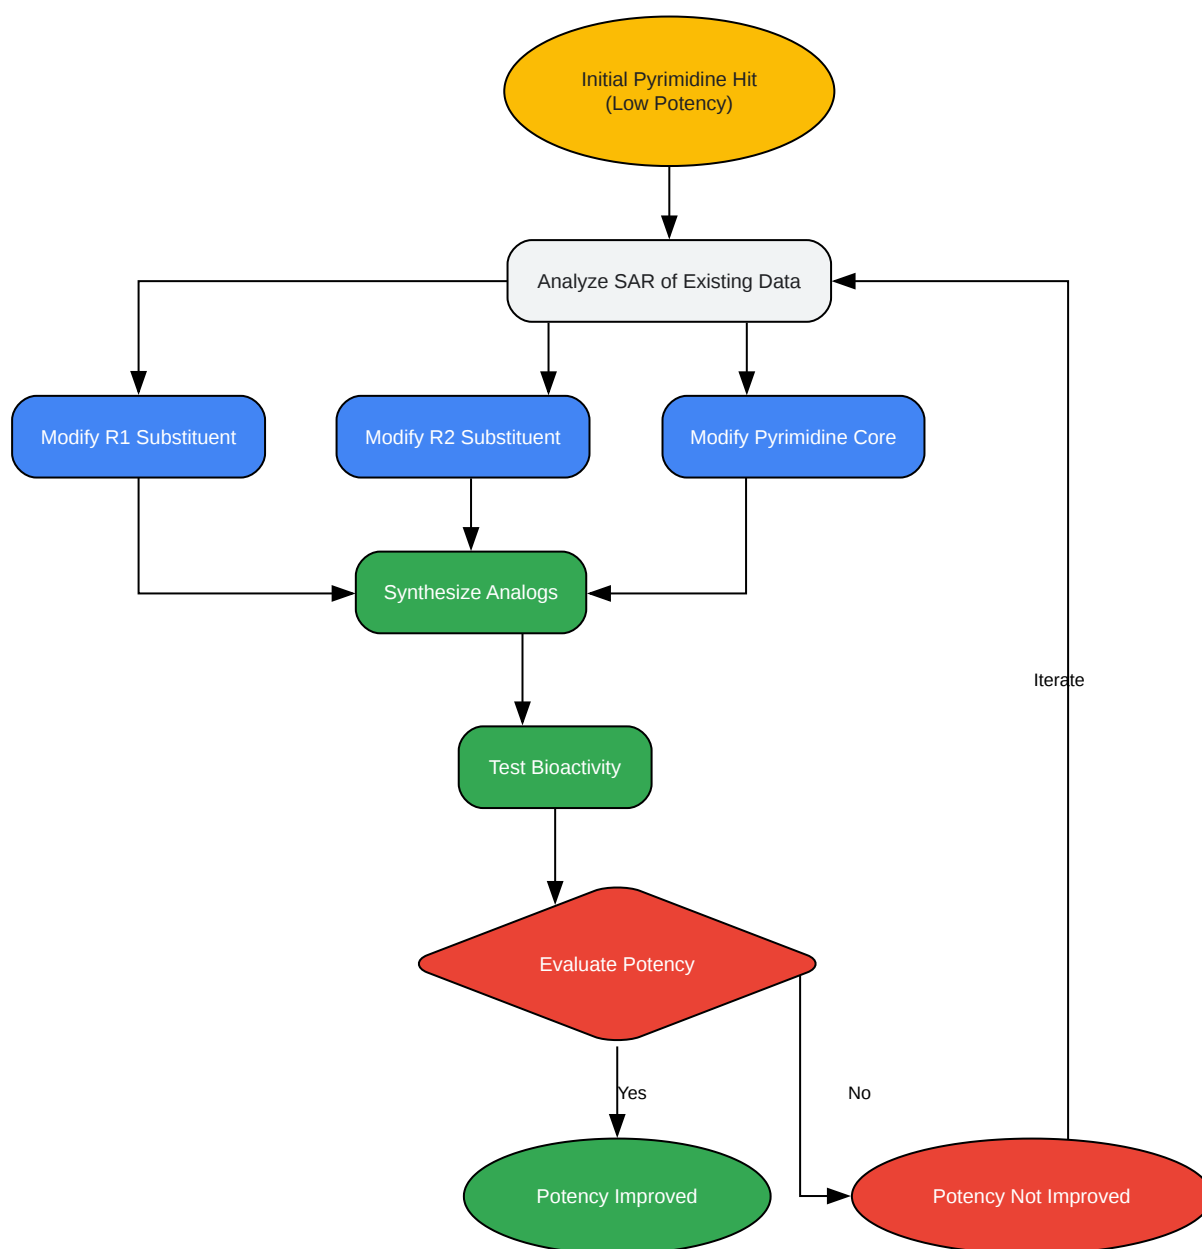 Initial Pyrimidine Hit
(Low Potency)
Analyze SAR of Existing Data
Modify R1 Substituent
Modify R2 Substituent
Modify Pyrimidine Core
Synthesize Analogs
Iterate
Test Bioactivity
Evaluate Potency
Yes
No
Potency Improved
Potency Not Improved